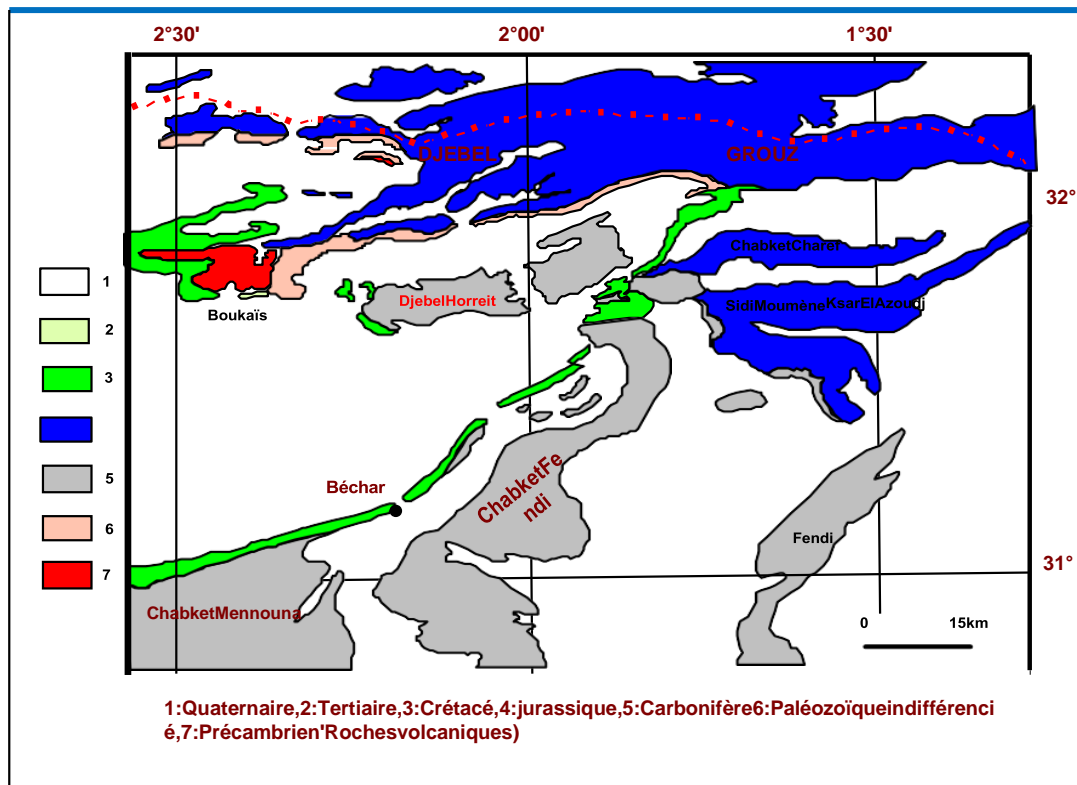 2°30'
2°00'
1°30'
DJEBEL
GROUZ
32°
ChabketCharef
1
DjebelHorreit
SidiMoumène
KsarElAzoudj
Boukaïs
2
3
5
Béchar
ChabketFe
ndi
6
Fendi
31°
7
ChabketMennouna
0
15km
1:Quaternaire,2:Tertiaire,3:Crétacé,4:jurassique,5:Carbonifère6:Paléozoïqueindifférenci
é,7:Précambrien'Rochesvolcaniques)